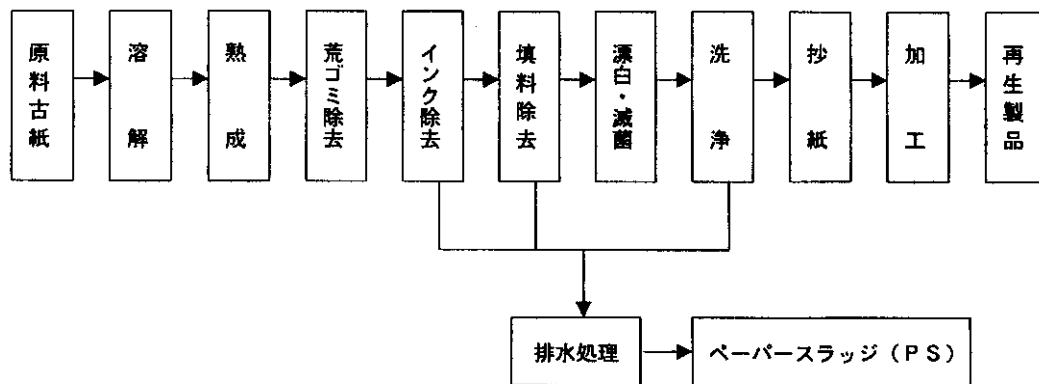 原料古紙
溶解
熟成
荒ゴミ除去
インク除去
填料除去
漂白・滅菌
洗浄
抄紙
加工
再生製品
排水処理
ペーパースラッジ（ＰＳ）